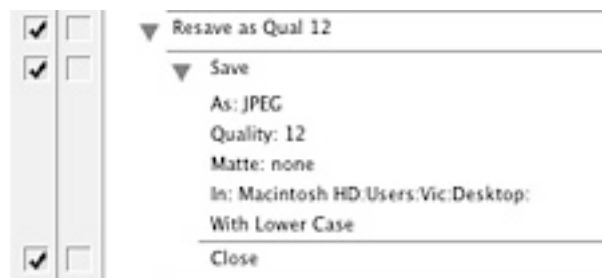 Resave as Qual 12
Save
As: JPEG
Quality: 12
Matte: none
In: Macintosh HD:Users:Vic:Desktop:
With Lower Case
Close